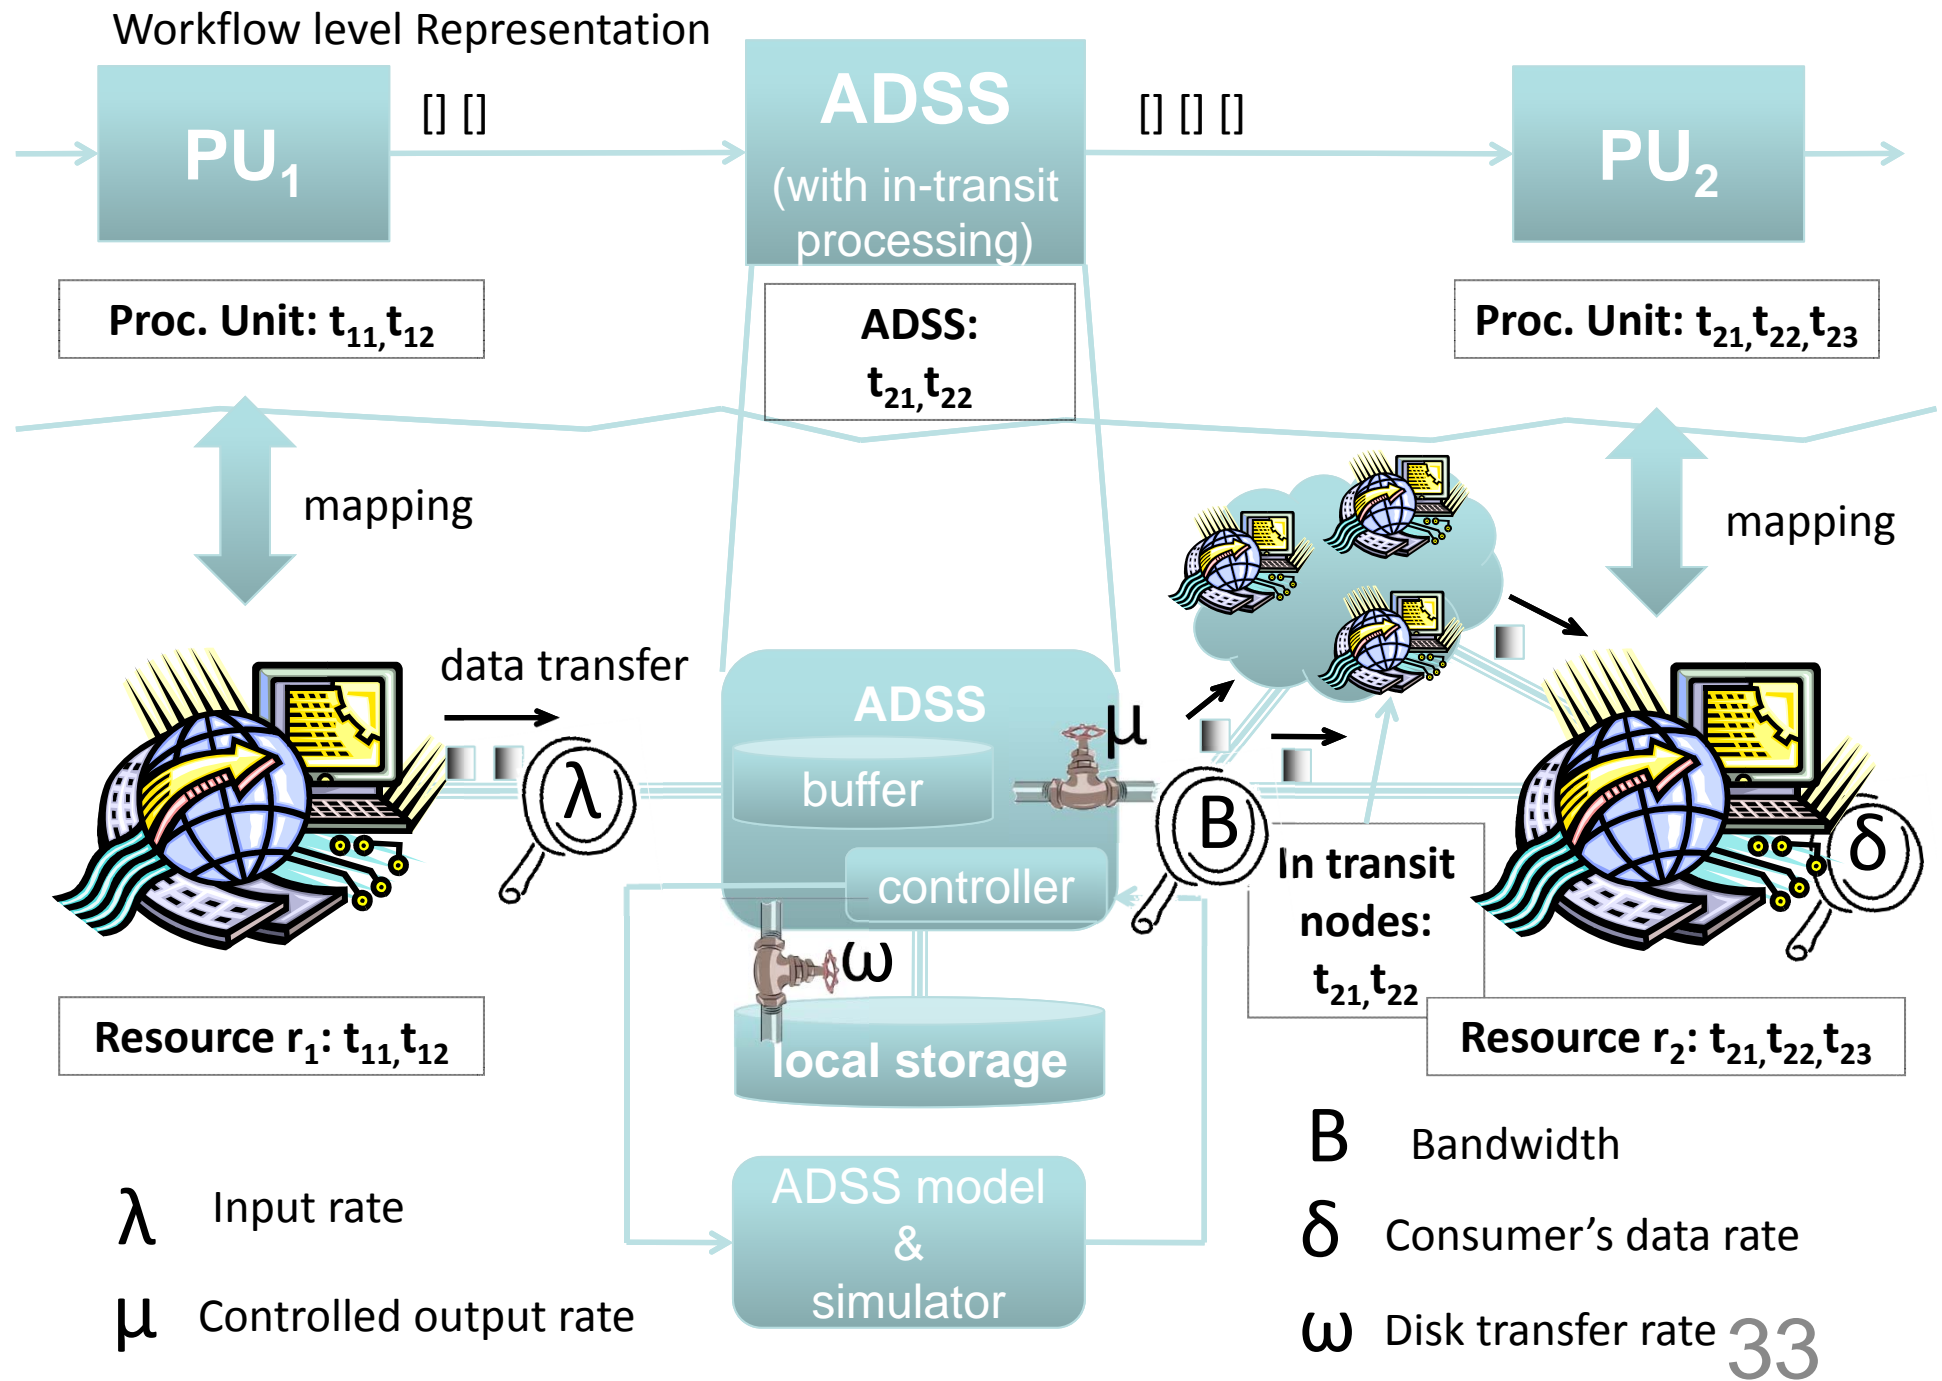 Workflow level Representation
PU1
[] []
ADSS
(with in-transit
processing)
[] [] []
PU2
Proc. Unit: t11,t12
ADSS:
t21,t22
Proc. Unit: t21,t22,t23
mapping
mapping
data transfer
λ
ADSS
buffer
μ
B
controller
ω
local storage
In transit
nodes:
t21,t22
δ
Resource r1: t11,t12
Resource r2: t21,t22,t23
ADSS model
&
simulator
λ Input rate
μ Controlled output rate
B Bandwidth
δ Consumer’s data rate
ω Disk transfer rate
33